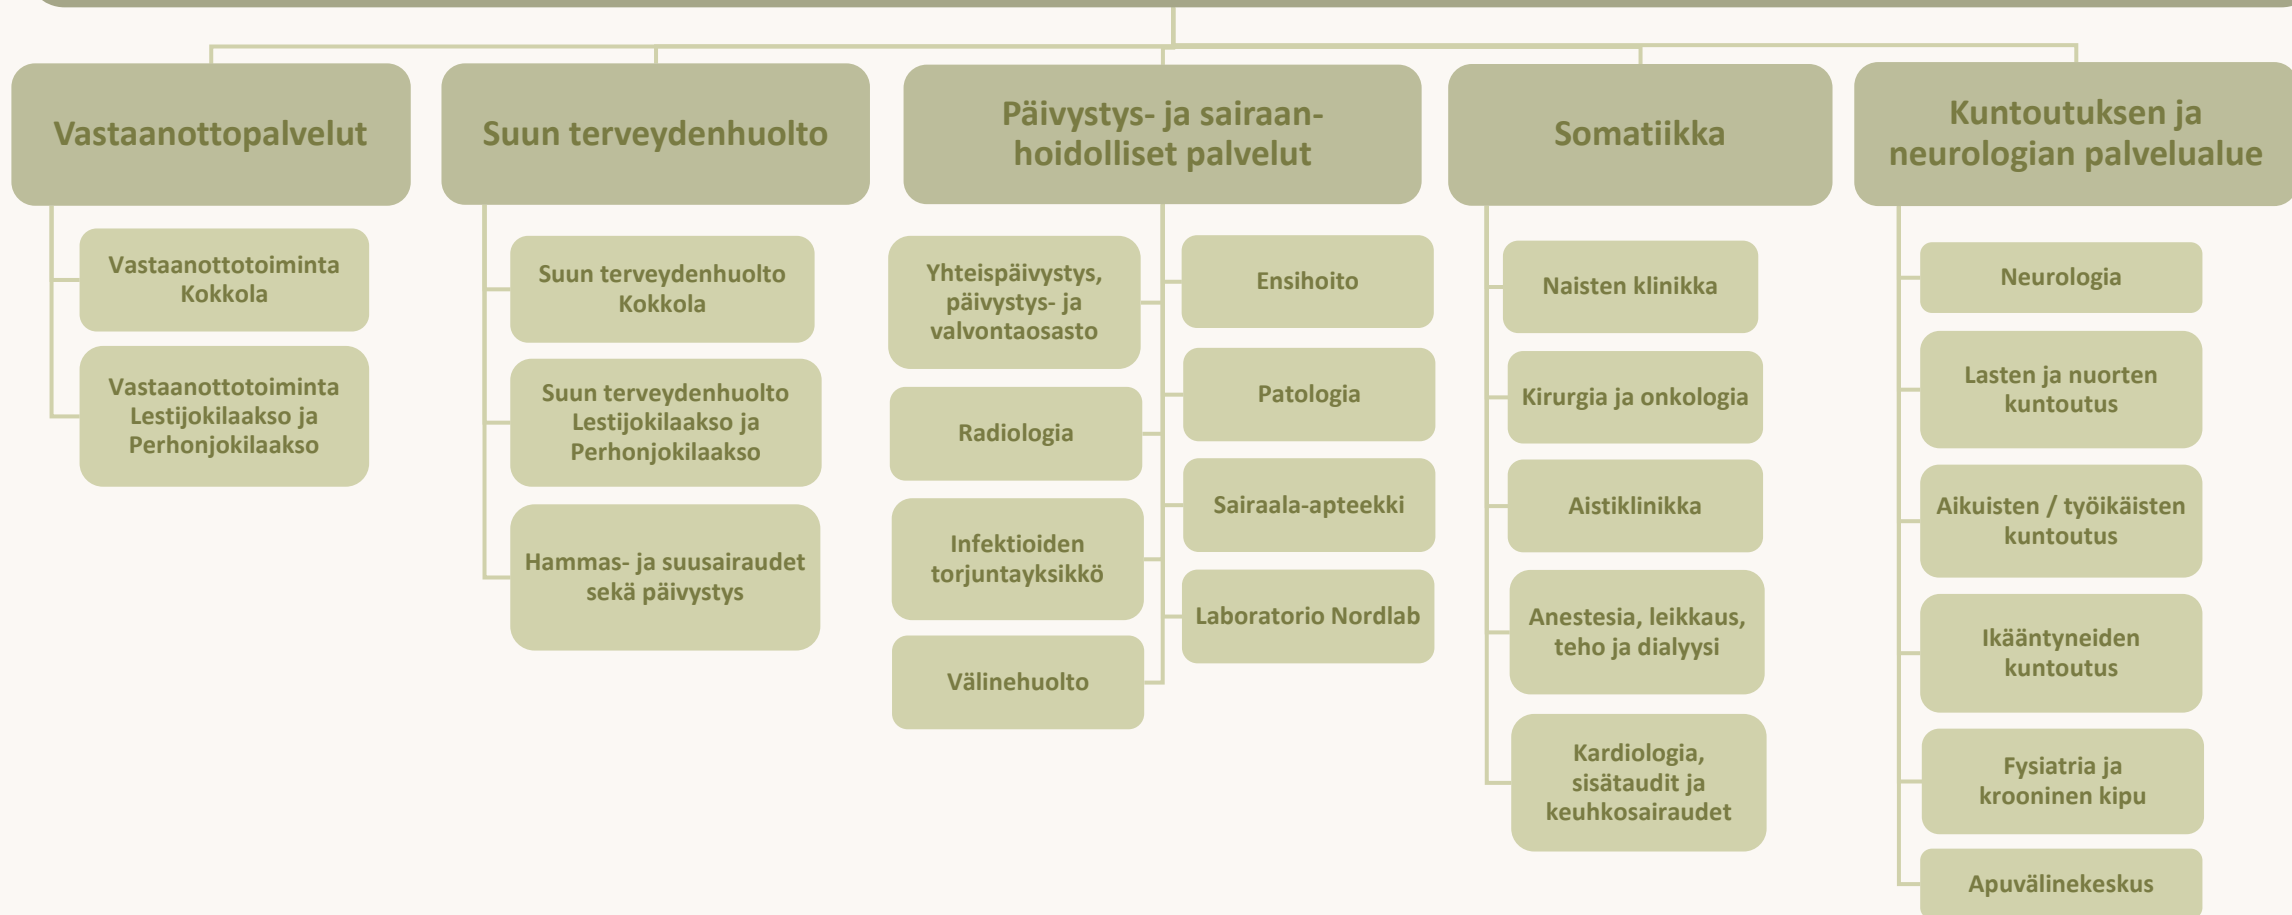 Vastaanottopalvelut
Vastaanottotoiminta
Kokkola
Vastaanottotoiminta
Lestijokilaakso ja
Perhonjokilaakso
Suun terveydenhuolto
Suun terveydenhuolto
Kokkola
Suun terveydenhuolto
Lestijokilaakso ja
Perhonjokilaakso
Hammas- ja suusairaudet
sekä päivystys
Päivystys- ja sairaan-
hoidolliset palvelut
Yhteispäivystys,
päivystys- ja
valvontaosasto
Radiologia
Infektioiden
torjuntayksikkö
Välinehuolto
Ensihoito
Patologia
Sairaala-apteekki
Laboratorio Nordlab
Somatiikka
Naisten klinikka
Kirurgia ja onkologia
Aistiklinikka
Anestesia, leikkaus,
teho ja dialyysi
Kardiologia,
sisätaudit ja
keuhkosairaudet
Kuntoutuksen ja
neurologian palvelualue
Neurologia
Lasten ja nuorten
kuntoutus
Aikuisten / työikäisten
kuntoutus
Ikääntyneiden
kuntoutus
Fysiatria ja
krooninen kipu
Apuvälinekeskus